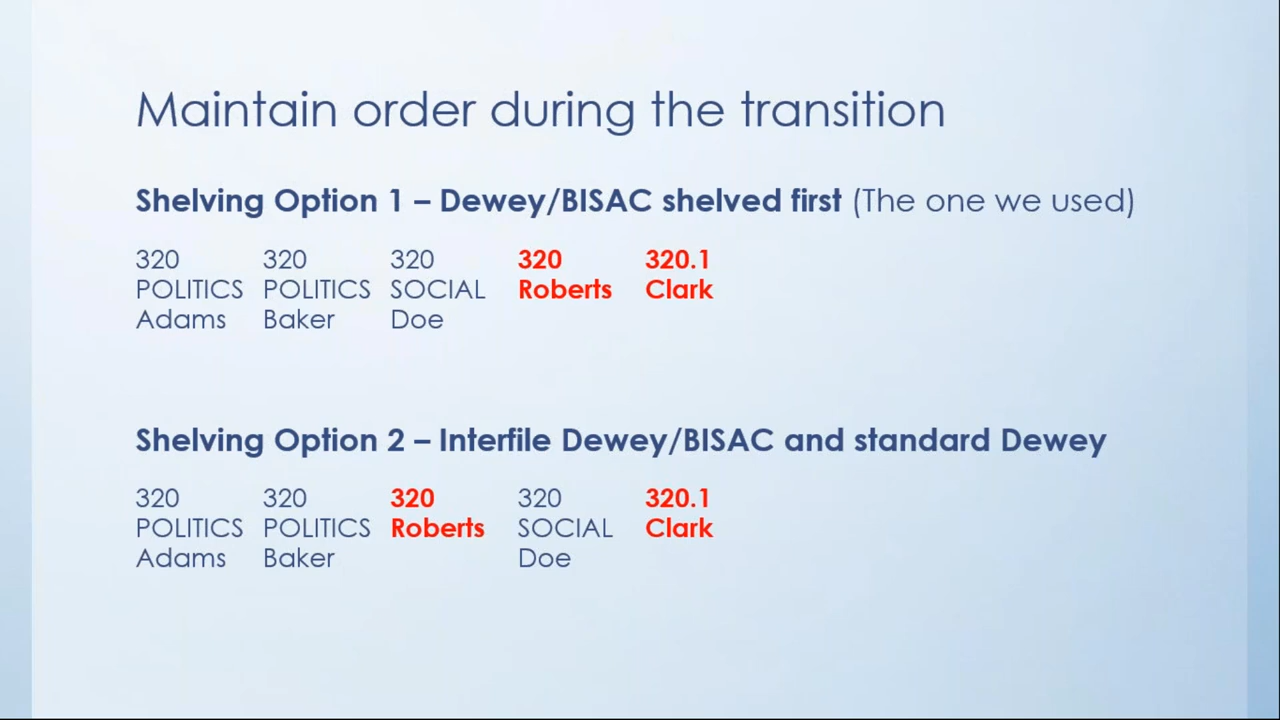 Maintain order during the transition
Shelving Option 1 – Dewey/BISAC shelved first (The one we used)
320 320 320 320 320.1
POLITICS POLITICS SOCIAL Roberts Clark
Adams Baker Doe
Shelving Option 2 – Interfile Dewey/BISAC and standard Dewey
320 320 320 320 320.1
POLITICS POLITICS Roberts SOCIAL Clark
Adams Baker Doe